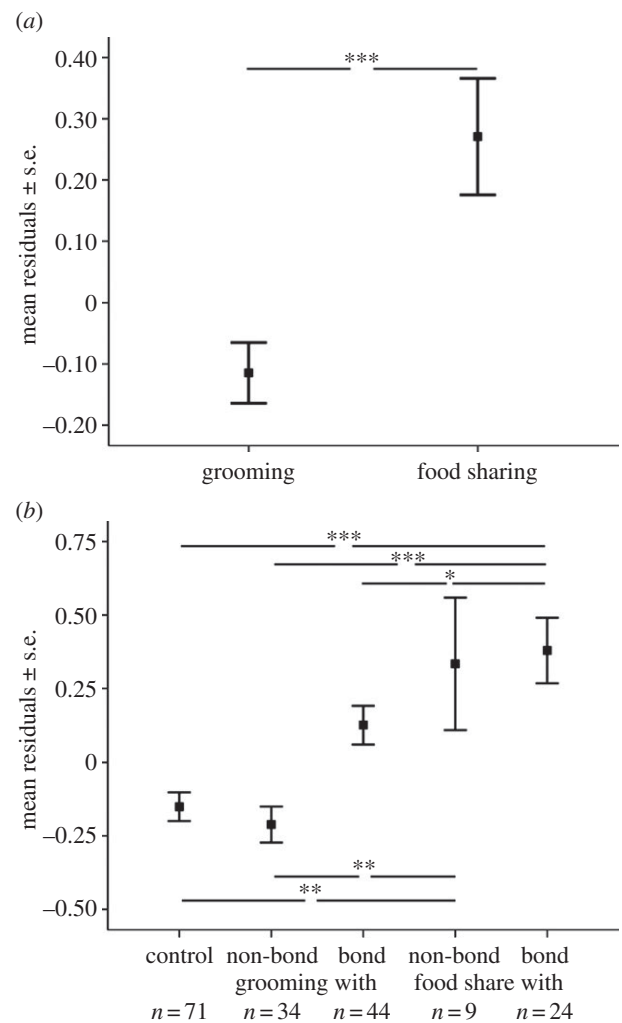 (a)
mean residuals ± s.e.
0.40
0.30
0.20
0.10
0
–0.10
–0.20
***
grooming food sharing
(b)
mean residuals ± s.e.
0.75
0.50
0.25
0
–0.25
–0.50
***
***
*
**
**
control non-bond bond non-bond bond
grooming with food share with
n = 71 n = 34 n = 44 n = 9 n = 24